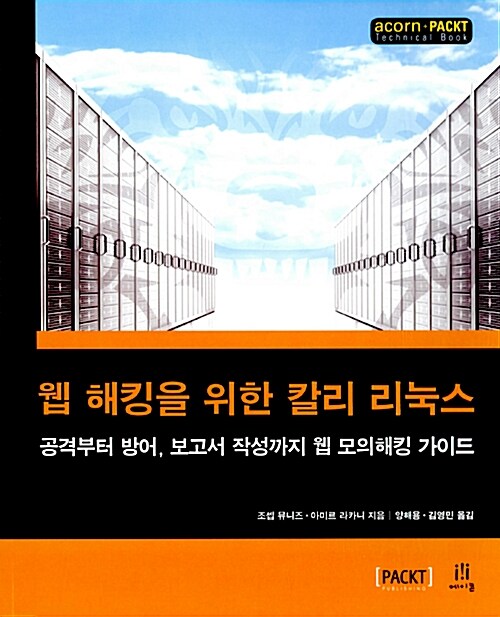 acorn·PACKT
Technical Book
웹 해킹을 위한 칼리 리눅스
공격부터 방어, 보고서 작성까지 웹 모의해킹 가이드
조셉 뮤니즈·아미르 라카니 지음 | 양해용·김영민 옮김
[PACKT]
PUBLISHING
에이콘